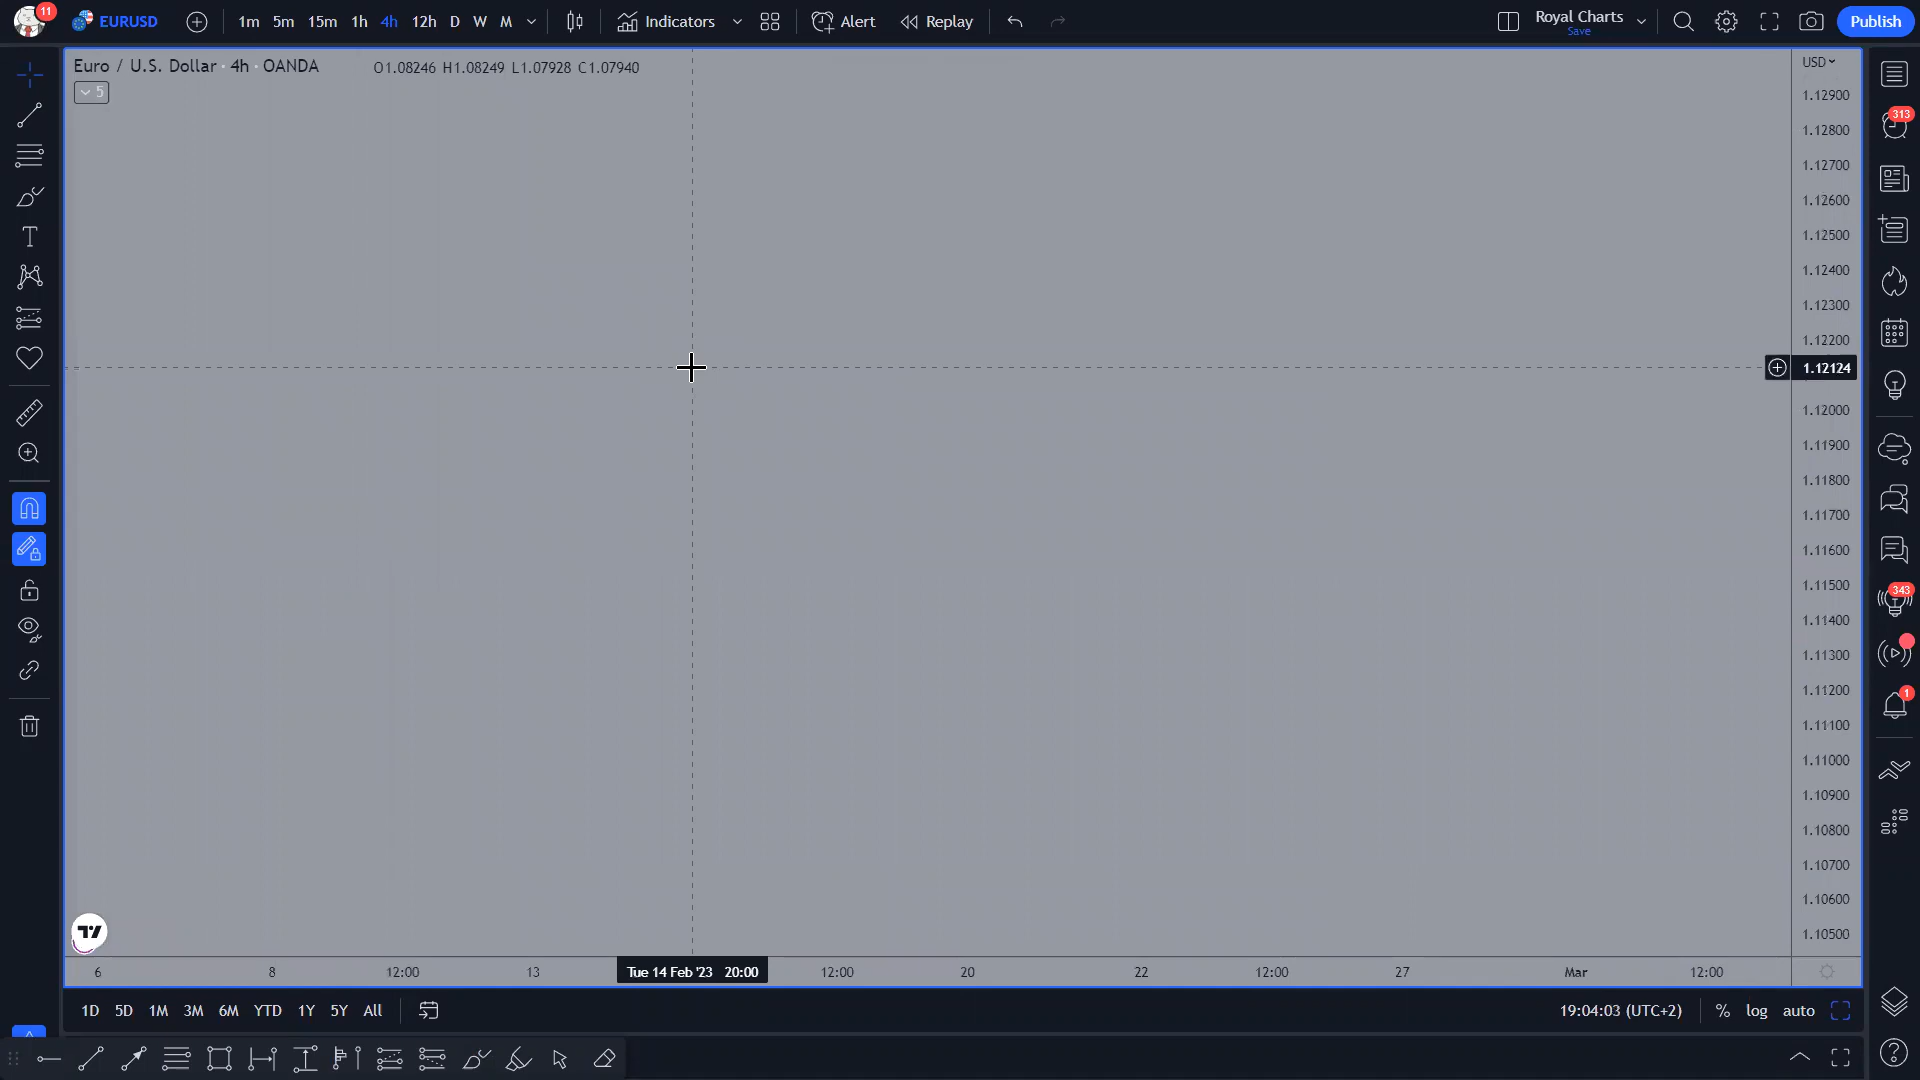 11
EURUSD
1m 5m 15m 1h 4h 12h D W M
Indicators
Alert
Replay
Royal Charts
Save
Publish
Euro / U.S. Dollar · 4h · OANDA
O1.08246 H1.08249 L1.07928 C1.07940
5
USD
1.12900
1.12800
1.12700
1.12600
1.12500
1.12400
1.12300
1.12200
1.12124
1.12000
1.11900
1.11800
1.11700
1.11600
1.11500
1.11400
1.11300
1.11200
1.11100
1.11000
1.10900
1.10800
1.10700
1.10600
1.10500
313
343
1
6 8 12:00 13 Tue 14 Feb '23 20:00 12:00 20 22 12:00 27 Mar 12:00
1D 5D 1M 3M 6M YTD 1Y 5Y All
19:04:03 (UTC+2)
% log auto